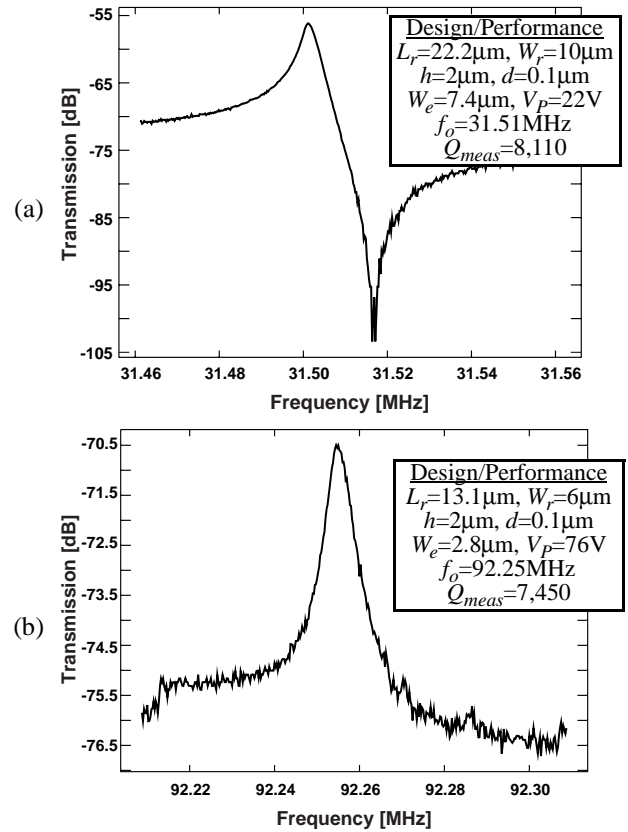 (a)
Transmission [dB]
-55
-65
-75
-85
-95
-105
Design/Performance
Lr=22.2μm, Wr=10μm
h=2μm, d=0.1μm
We=7.4μm, VP=22V
fo=31.51MHz
Qmeas=8,110
31.46 31.48 31.50 31.52 31.54 31.56
Frequency [MHz]
(b)
Transmission [dB]
-70.5
-71.5
-72.5
-73.5
-74.5
-75.5
-76.5
Design/Performance
Lr=13.1μm, Wr=6μm
h=2μm, d=0.1μm
We=2.8μm, VP=76V
fo=92.25MHz
Qmeas=7,450
92.22 92.24 92.26 92.28 92.30
Frequency [MHz]